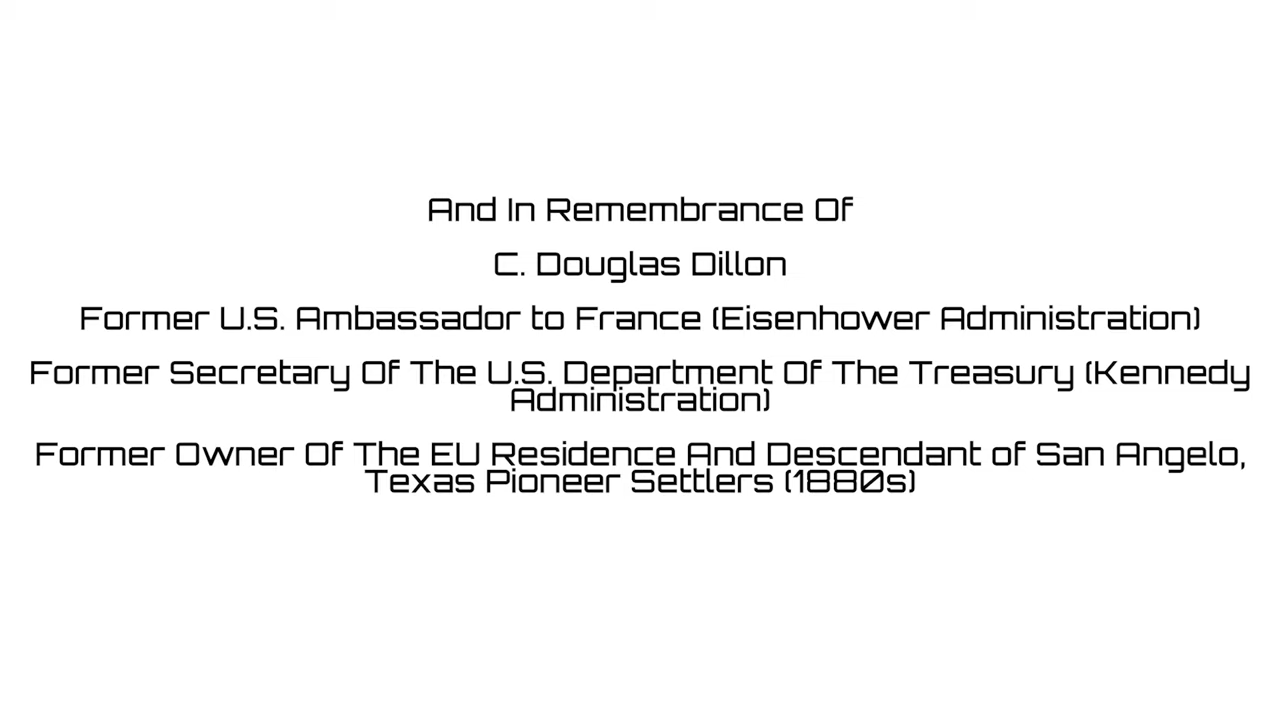 And In Remembrance Of
C. Douglas Dillon
Former U.S. Ambassador to France (Eisenhower Administration)
Former Secretary Of The U.S. Department Of The Treasury (Kennedy
Administration)
Former Owner Of The EU Residence And Descendant of San Angelo,
Texas Pioneer Settlers (1880s)